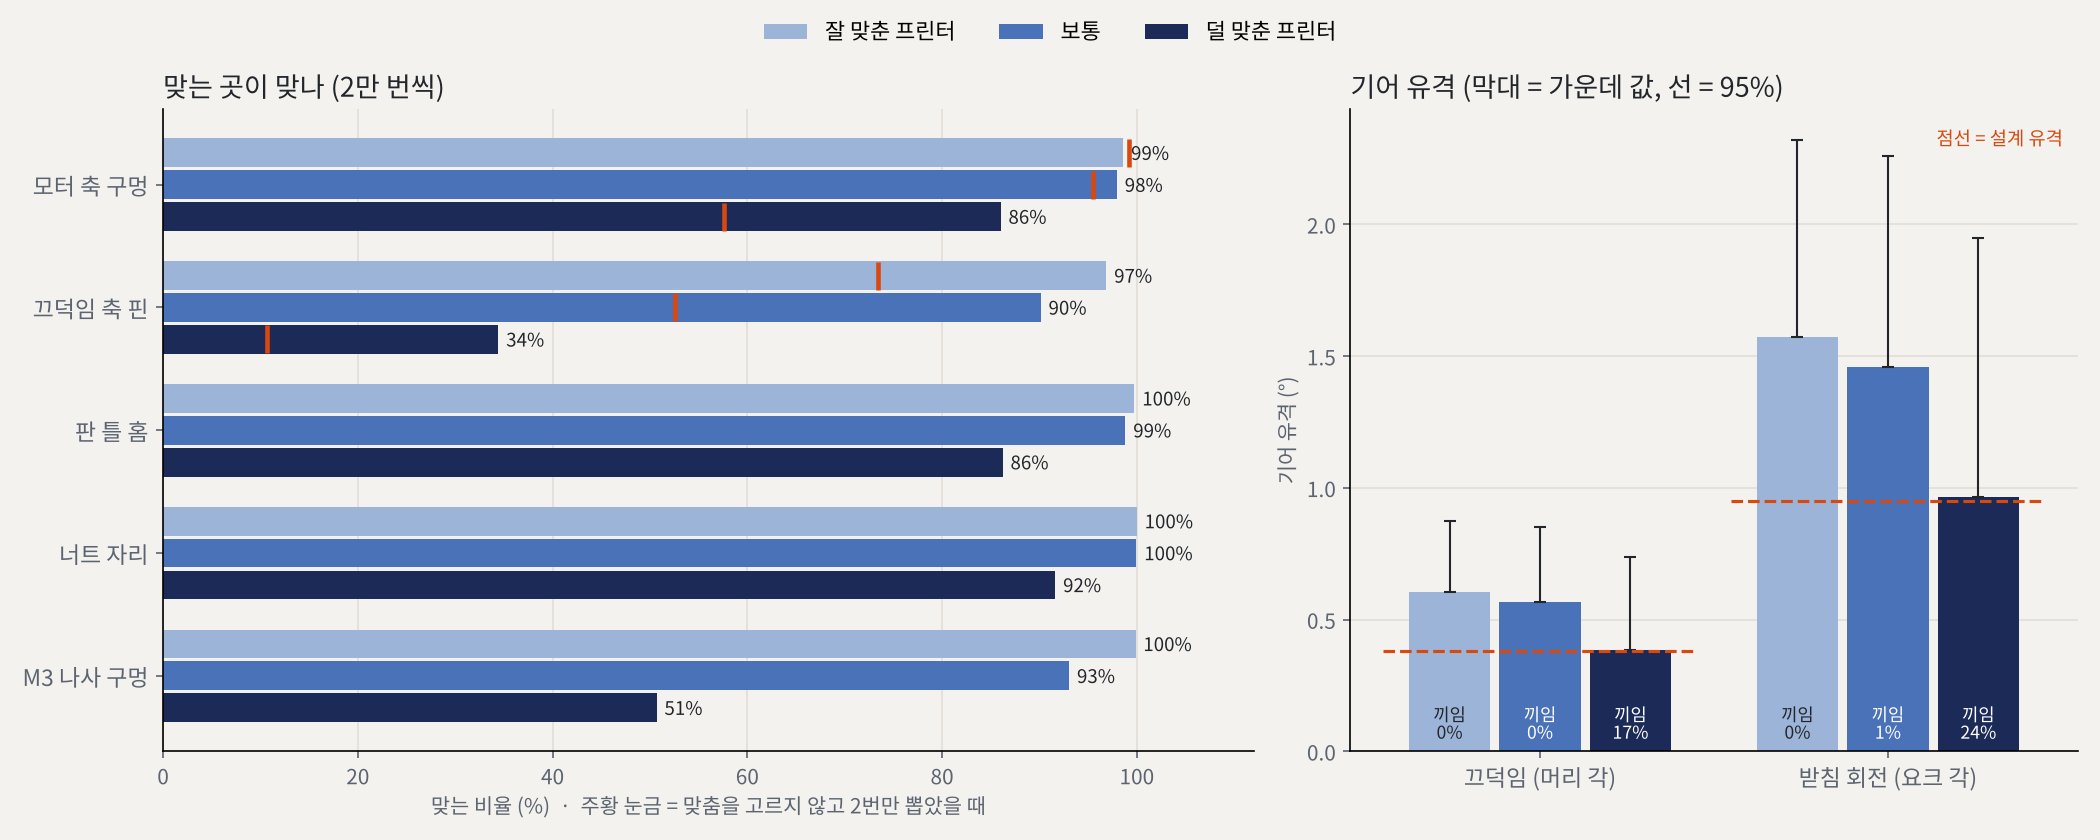 잘 맞춘 프린터
보통
덜 맞춘 프린터
맞는 곳이 맞나 (2만 번씩)
모터 축 구멍
99%
98%
86%
끄덕임 축 핀
97%
90%
34%
판 틀 홈
100%
99%
86%
너트 자리
100%
100%
92%
M3 나사 구멍
100%
93%
51%
0
20
40
60
80
100
맞는 비율 (%) · 주황 눈금 = 맞춤을 고르지 않고 2번만 뽑았을 때
기어 유격 (막대 = 가운데 값, 선 = 95%)
점선 = 설계 유격
기어 유격 (°)
2.0
1.5
1.0
0.5
0.0
끼임
0%
끼임
0%
끼임
17%
끼임
0%
끼임
1%
끼임
24%
끄덕임 (머리 각)
받침 회전 (요크 각)